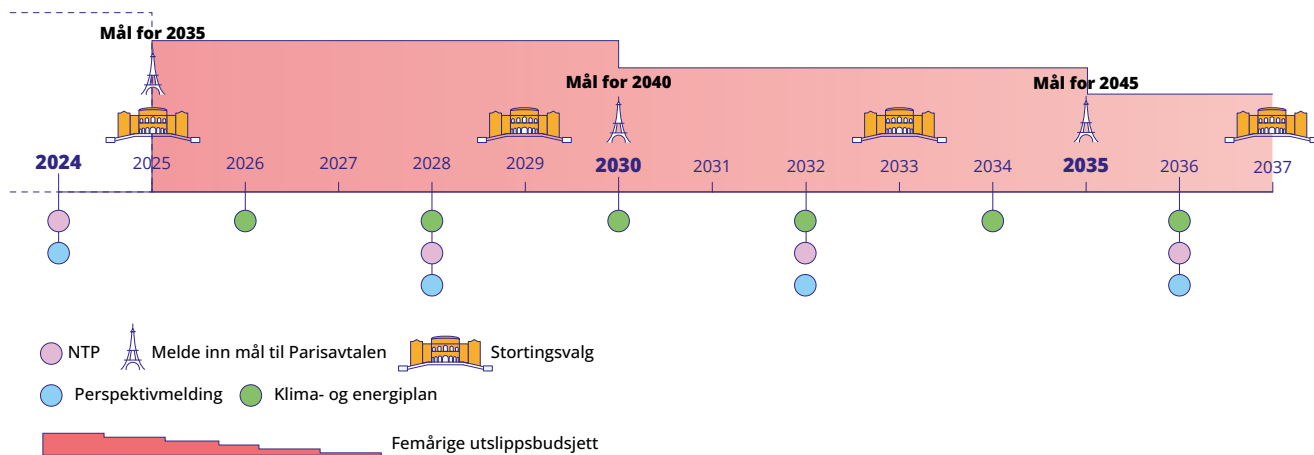 Mål for 2035
Mål for 2040
Mål for 2045
2024 2025 2026 2027 2028 2029 2030 2031 2032 2033 2034 2035 2036 2037
NTP Melde inn mål til Parisavtalen Stortingsvalg
Perspektivmelding Klima- og energiplan
Femårige utslippsbudsjett